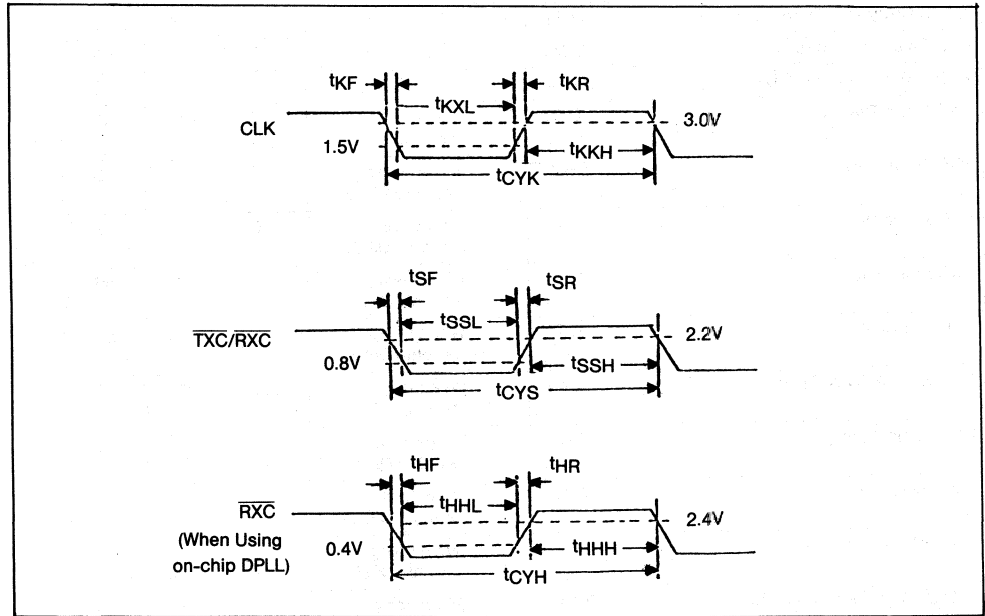 tKF
tKR
tKXL
CLK
3.0V
1.5V
tKKH
tCYK
tSF
tSR
tSSL
TXC/RXC
2.2V
0.8V
tSSH
tCYS
tHF
tHR
tHHL
RXC
2.4V
(When Using
0.4V
tHHH
on-chip DPLL)
tCYH